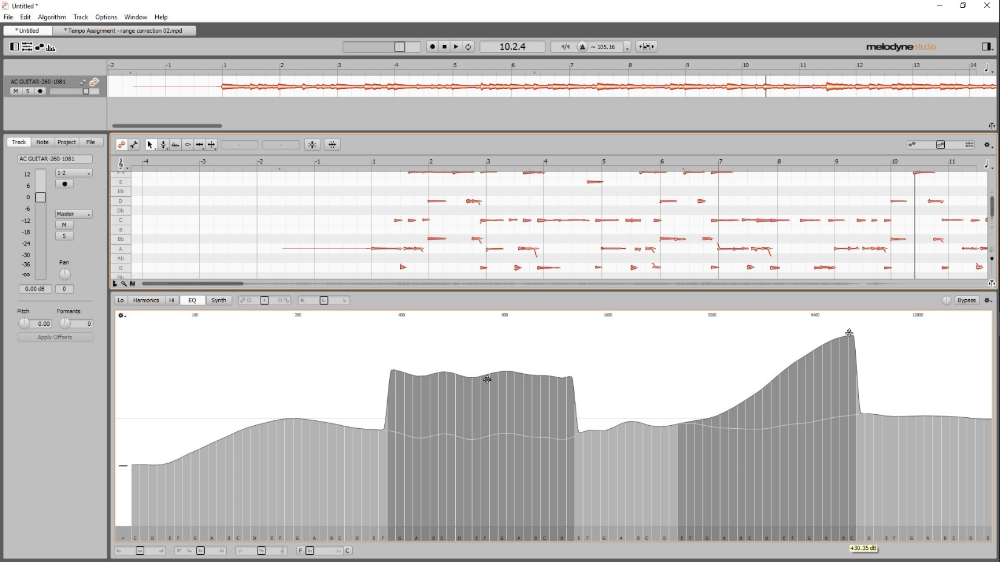 Untitled *
File Edit Algorithm Track Options Window Help
* Untitled * Tempo Assignment - range correction 02.mpd
10.2.4 4/4 ~ 105.16 melodyne studio
-2 -1 1 2 3 4 5 6 7 8 9 10 11 12 13 14
AC GUITAR-260-1081
M S
Track Note Project File
- -
AC GUITAR-260-1081
-4 -3 -2 -1 1 2 3 4 5 6 7 8 9 10 11
12
6
0
-6
-12
-18
-24
-30
-36
-oo
1-2
Master
M
S
Pan
0.00 dB 0
Pitch Formants
0.00 0
Apply Offsets
E
Eb
D
Db
C
B
Bb
A
Ab
G
Gb
Lo Harmonics Hi EQ Synth Bypass
100 200 400 800 1600 3200 6400 12800
< C D E F G A B C D E F G A B C D E F G A B C D E F G A B C D E F G A B C D E F G A B C D E F G A B C D E F G A B C D E
F C
+30.35 dB